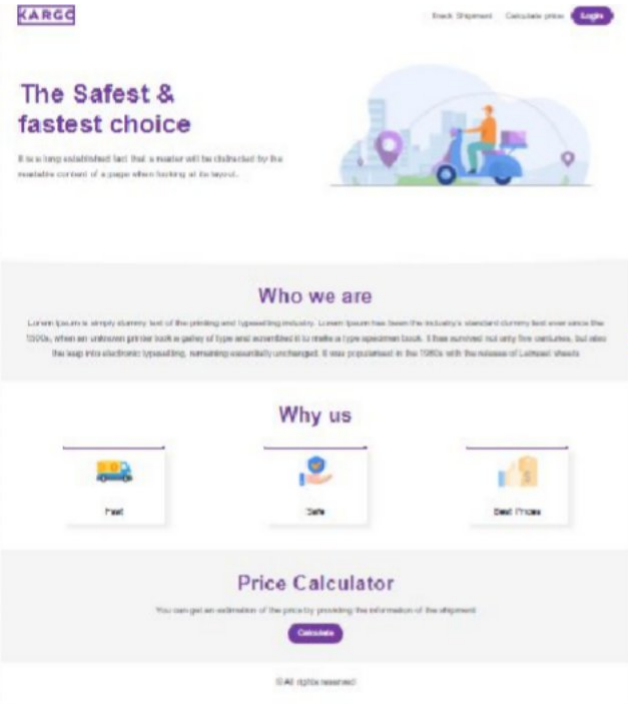 KARGO
Track Shipment Calculate price Login
The Safest &
fastest choice
It is a long established fact that a reader will be distracted by the
readable content of a page when looking at its layout.
Who we are
Lorem Ipsum is simply dummy text of the printing and typesetting industry. Lorem Ipsum has been the industry's standard dummy text ever since the
1500s, when an unknown printer took a galley of type and scrambled it to make a type specimen book. It has survived not only five centuries, but also
the leap into electronic typesetting, remaining essentially unchanged. It was popularised in the 1960s with the release of Letraset sheets
Why us
Fast
Safe
Best Prices
Price Calculator
You can get an estimation of the price by providing the information of the shipment
Calculate
© All rights reserved